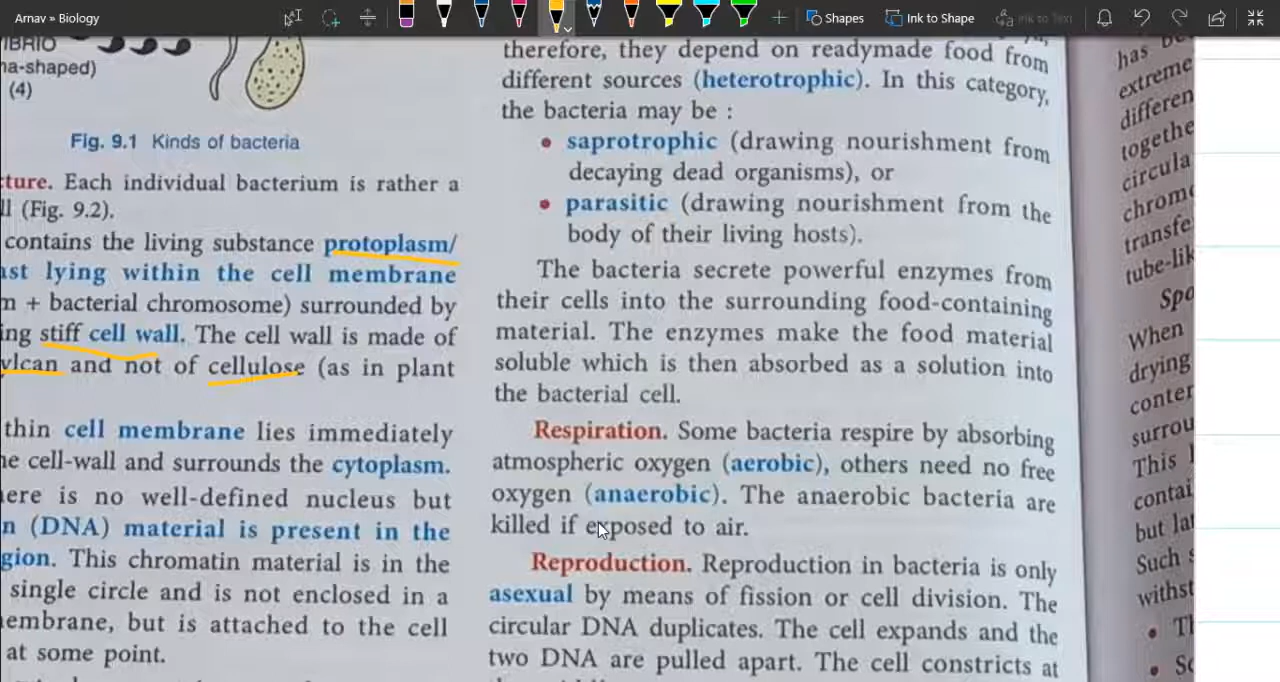 Arnav » Biology
Shapes
Ink to Shape
Ink to Text
IBRIO
na-shaped)
(4)
Fig. 9.1 Kinds of bacteria
cture. Each individual bacterium is rather a
ll (Fig. 9.2).
contains the living substance protoplasm/
ast lying within the cell membrane
m + bacterial chromosome) surrounded by
ing stiff cell wall. The cell wall is made of
ylcan and not of cellulose (as in plant
thin cell membrane lies immediately
he cell-wall and surrounds the cytoplasm.
here is no well-defined nucleus but
n (DNA) material is present in the
gion. This chromatin material is in the
single circle and is not enclosed in a
nembrane, but is attached to the cell
at some point.
therefore, they depend on readymade food from
different sources (heterotrophic). In this category,
the bacteria may be :
• saprotrophic (drawing nourishment from
decaying dead organisms), or
• parasitic (drawing nourishment from the
body of their living hosts).
The bacteria secrete powerful enzymes from
their cells into the surrounding food-containing
material. The enzymes make the food material
soluble which is then absorbed as a solution into
the bacterial cell.
Respiration. Some bacteria respire by absorbing
atmospheric oxygen (aerobic), others need no free
oxygen (anaerobic). The anaerobic bacteria are
killed if exposed to air.
Reproduction. Reproduction in bacteria is only
asexual by means of fission or cell division. The
circular DNA duplicates. The cell expands and the
two DNA are pulled apart. The cell constricts at
has
extreme
differen
togethe
circula
chromo
transfe
tube-lik
Spo
When
drying
conter
surrou
This
contai
but lat
Such s
withst
• Tl
• Sc